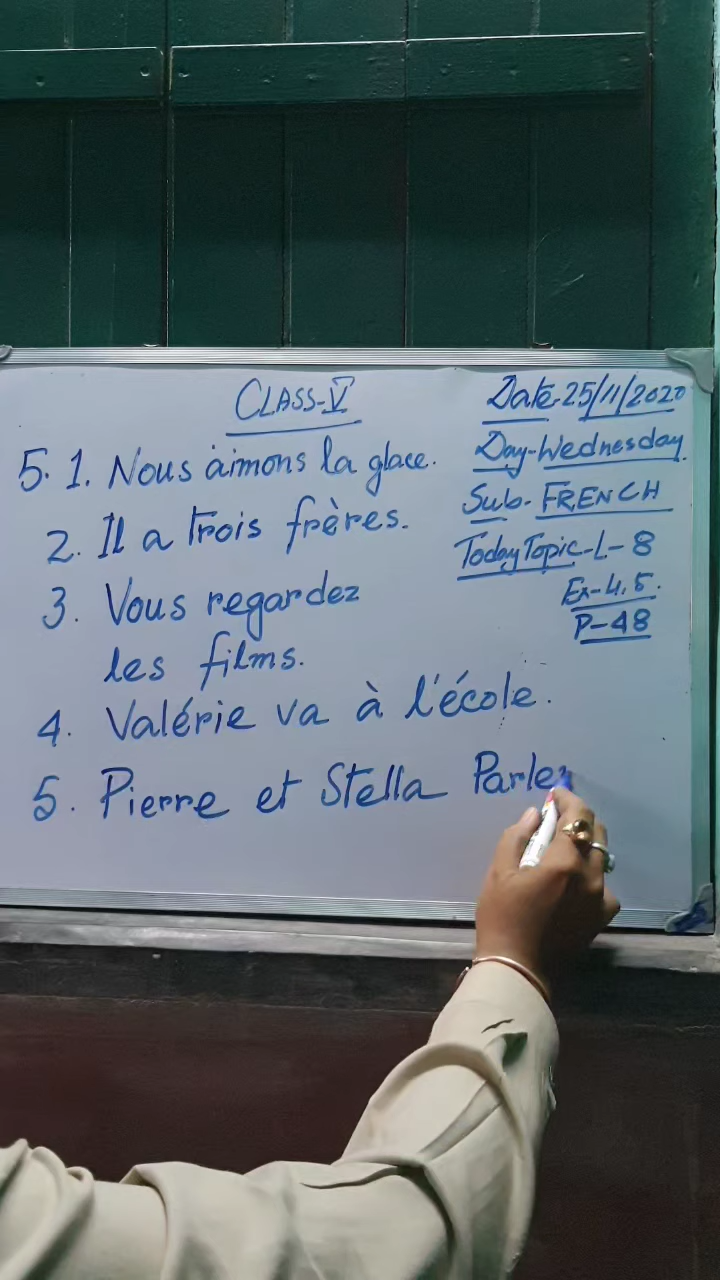 CLASS-V
Date-25/11/2020
Day-Wednesday
Sub-FRENCH
Today Topic-L-8
Ex-4,5.
P-48
5. 1. Nous aimons la glace.
2. Il a trois frères.
3. Vous regardez
les films.
4. Valérie va à l'école.
5. Pierre et Stella Parle